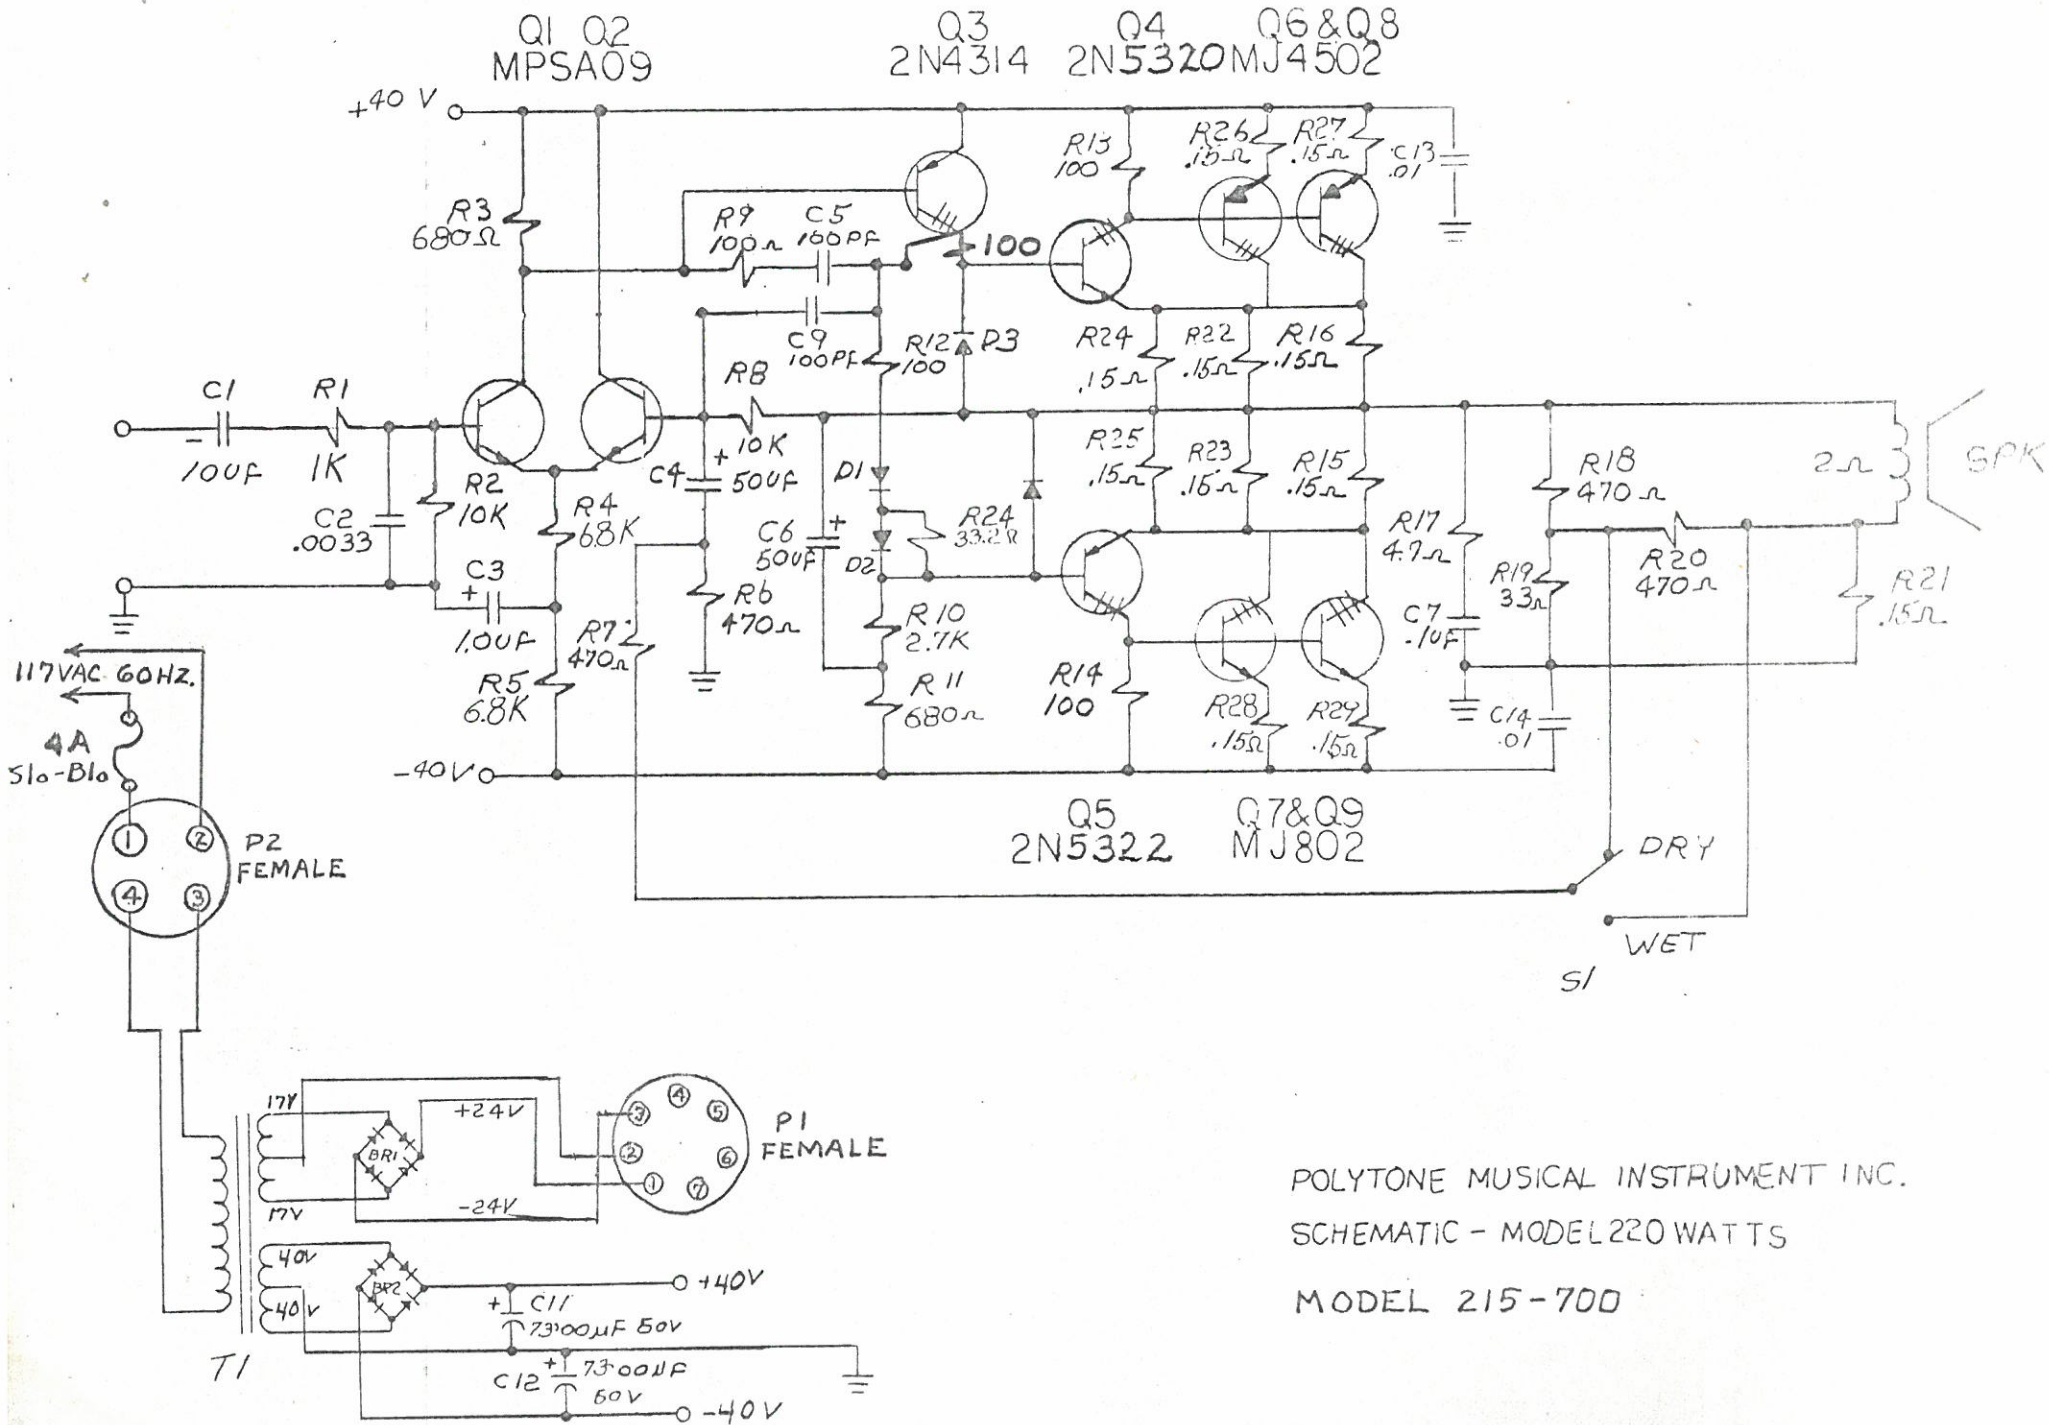 Q1 Q2
MPSA09
Q3
2N4314
Q4
2N5320
Q6&Q8
MJ4502
+40 V
R3
680Ω
R9
100Ω
C5
100PF
100
R13
100
R26
.15Ω
R27
.15Ω
C13
.01
C9
100PF
R12
100
D3
R24
.15Ω
R22
.15Ω
R16
.15Ω
C1
-
10UF
R1
1K
R8
10K
R2
10K
C2
.0033
R4
6.8K
C4
+
50UF
C6
+
50UF
D1
D2
R24
33.2Ω
R25
.15Ω
R23
.15Ω
R15
.15Ω
R17
4.7Ω
R18
470Ω
2Ω
SPK
C3
+
1.0UF
R7
470Ω
R6
470Ω
R10
2.7K
C7
.1UF
R19
33Ω
R20
470Ω
R21
.15Ω
117VAC 60HZ.
R5
6.8K
R11
680Ω
R14
100
R28
.15Ω
R29
.15Ω
C14
.01
4A
Slo-Blo
-40V
1
2
4
3
P2
FEMALE
Q5
2N5322
Q7&Q9
MJ802
DRY
WET
S1
17V
17V
BR1
+24V
-24V
3
4
5
2
6
1
7
P1
FEMALE
40V
40V
BR2
+40V
+ C11
7300µF 50V
T1
+
C12
7300UF
50V
-40V
POLYTONE MUSICAL INSTRUMENT INC.
SCHEMATIC - MODEL 220 WATTS
MODEL 215-700